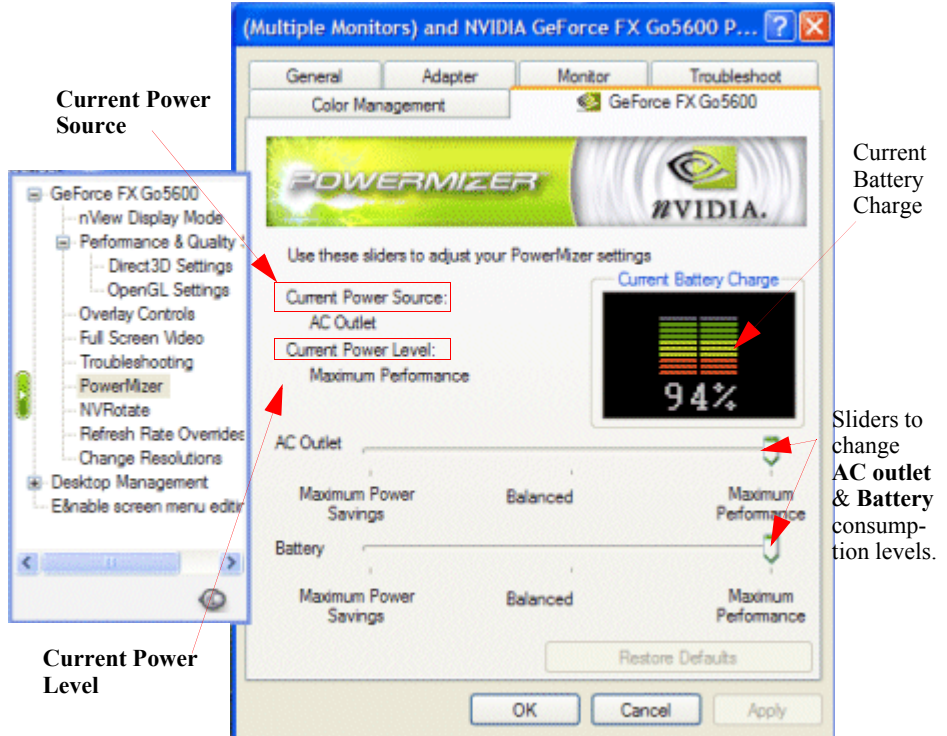 (Multiple Monitors) and NVIDIA GeForce FX Go5600 P...
General
Adapter
Monitor
Troubleshoot
Color Management
GeForce FX Go5600
Current Power
Source
POWERMIZER
nVIDIA.
Current
Battery
Charge
GeForce FX Go5600
nView Display Mode
Performance & Quality
Direct3D Settings
OpenGL Settings
Overlay Controls
Full Screen Video
Troubleshooting
PowerMizer
NVRotate
Refresh Rate Overrides
Change Resolutions
Desktop Management
E&nable screen menu editin
Use these sliders to adjust your PowerMizer settings
Current Power Source:
AC Outlet
Current Power Level:
Maximum Performance
Current Battery Charge
94%
AC Outlet
Maximum Power
Savings
Balanced
Maximum
Performance
Battery
Maximum Power
Savings
Balanced
Maximum
Performance
Sliders to
change
AC outlet
& Battery
consump-
tion levels.
Current Power
Level
Restore Defaults
OK
Cancel
Apply